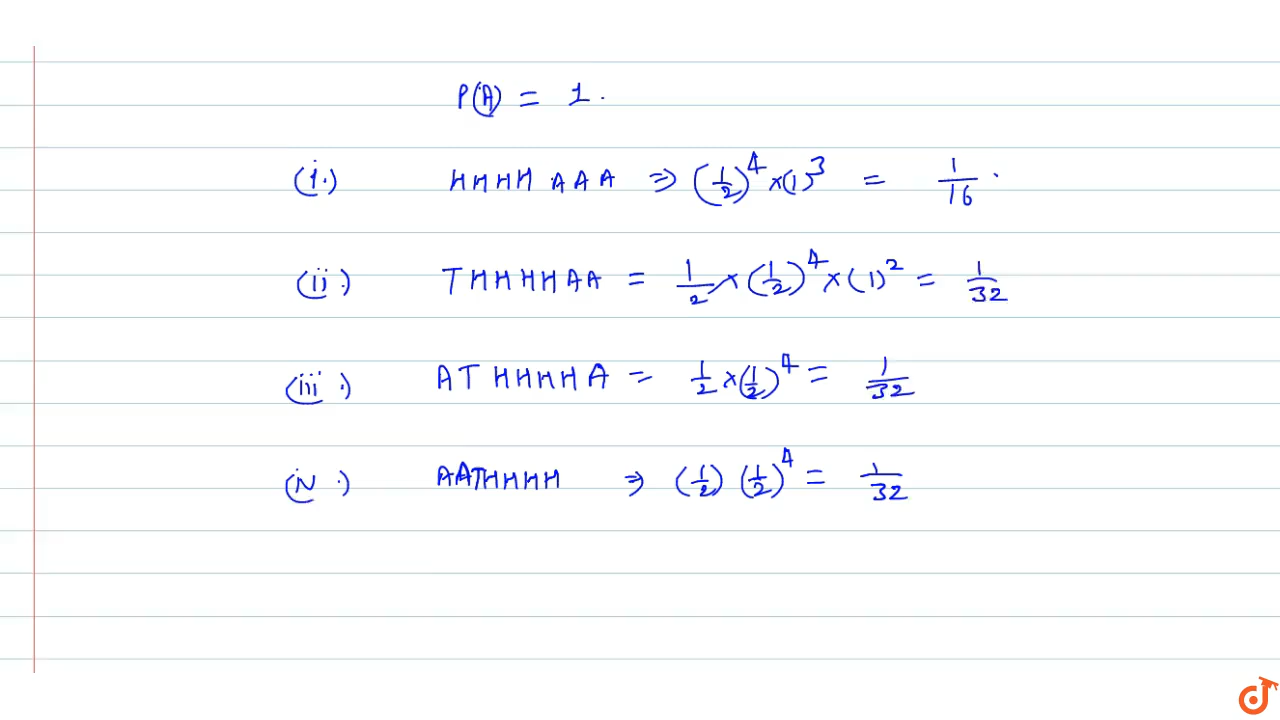 P(A) = 1.
(i.) HHHH AAA ⇒ (1/2)^4 × (1)^3 = 1/16.
(ii.) THHHHAA = 1/2 × (1/2)^4 × (1)^2 = 1/32
(iii.) ATHHHHA = 1/2 × (1/2)^4 = 1/32
(iv.) AATHHHH ⇒ (1/2) (1/2)^4 = 1/32